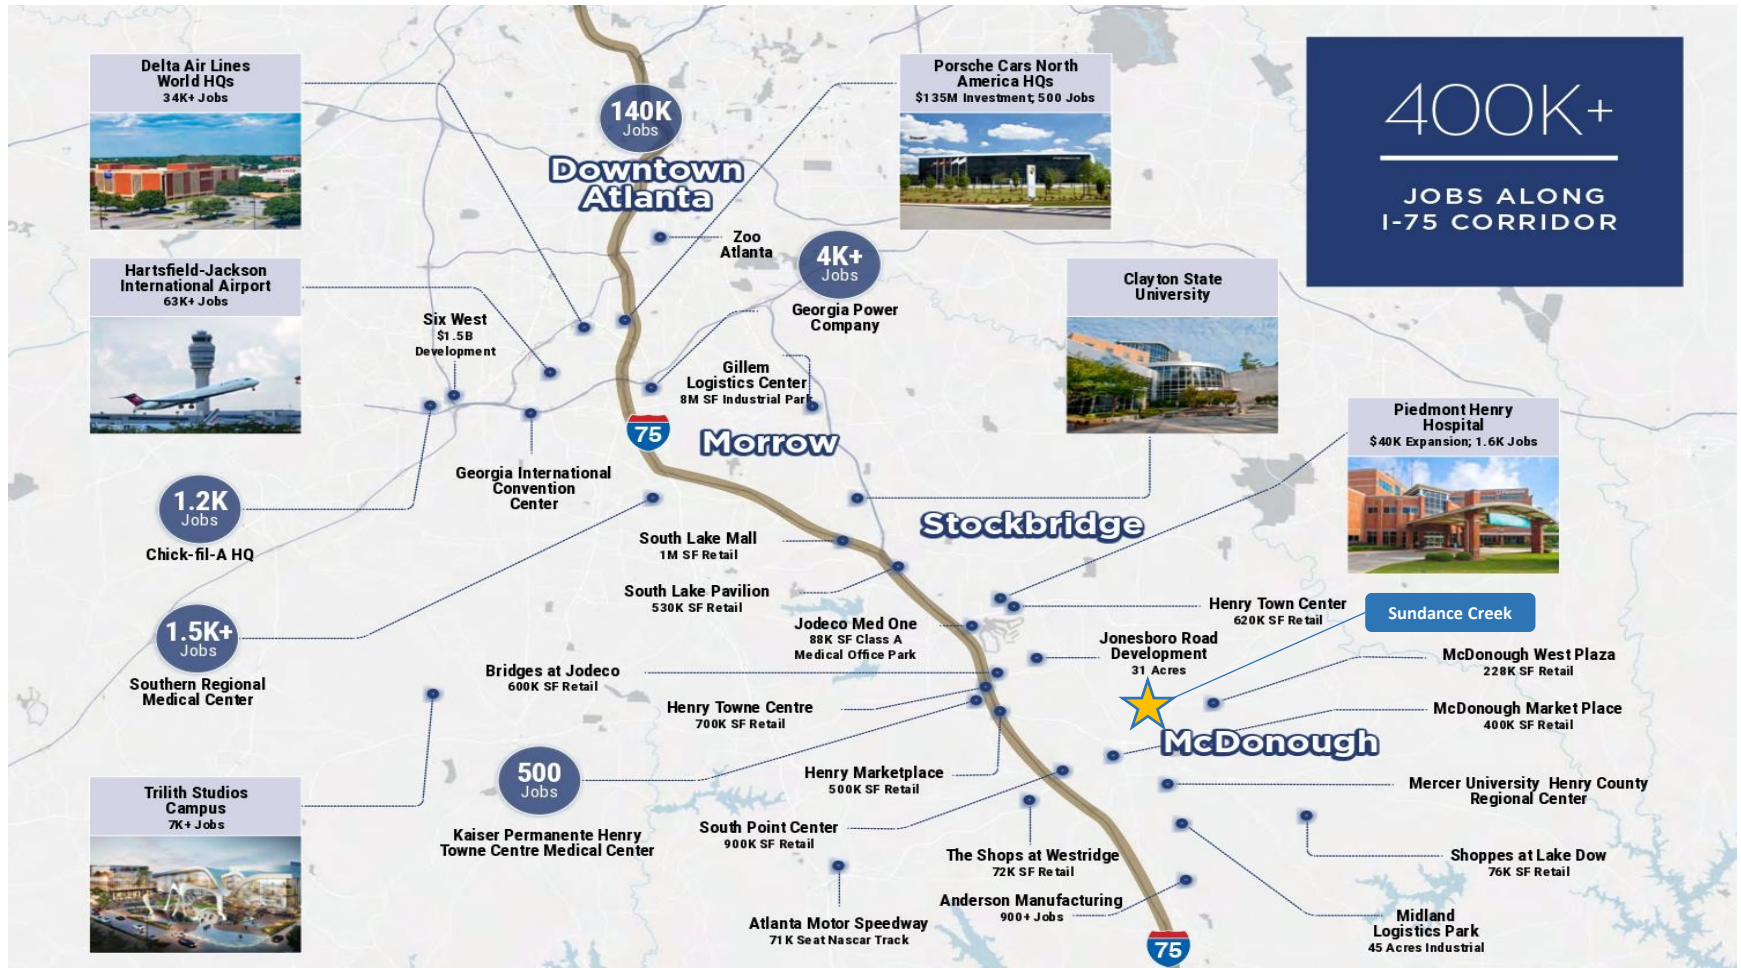 Delta Air Lines
World HQs
34K+ Jobs
140K
Jobs
Downtown
Atlanta
Porsche Cars North
America HQs
$135M Investment; 500 Jobs
400K+
JOBS ALONG
I-75 CORRIDOR
Zoo
Atlanta
4K+
Jobs
Georgia Power
Company
Hartsfield-Jackson
International Airport
63K+ Jobs
Six West
$1.5B
Development
Clayton State
University
Gillem
Logistics Center
8M SF Industrial Park
75
Morrow
Piedmont Henry
Hospital
$40K Expansion; 1.6K Jobs
Georgia International
Convention
Center
1.2K
Jobs
Chick-fil-A HQ
Stockbridge
South Lake Mall
1M SF Retail
South Lake Pavilion
530K SF Retail
1.5K+
Jobs
Southern Regional
Medical Center
Jodeco Med One
88K SF Class A
Medical Office Park
Henry Town Center
620K SF Retail
Sundance Creek
Jonesboro Road
Development
31 Acres
McDonough West Plaza
228K SF Retail
Bridges at Jodeco
600K SF Retail
Henry Towne Centre
700K SF Retail
McDonough Market Place
400K SF Retail
McDonough
500
Jobs
Kaiser Permanente Henry
Towne Centre Medical Center
Henry Marketplace
500K SF Retail
Mercer University Henry County
Regional Center
Trilith Studios
Campus
7K+ Jobs
South Point Center
900K SF Retail
The Shops at Westridge
72K SF Retail
Shoppes at Lake Dow
76K SF Retail
Anderson Manufacturing
900+ Jobs
Atlanta Motor Speedway
71K Seat Nascar Track
Midland
Logistics Park
45 Acres Industrial
75